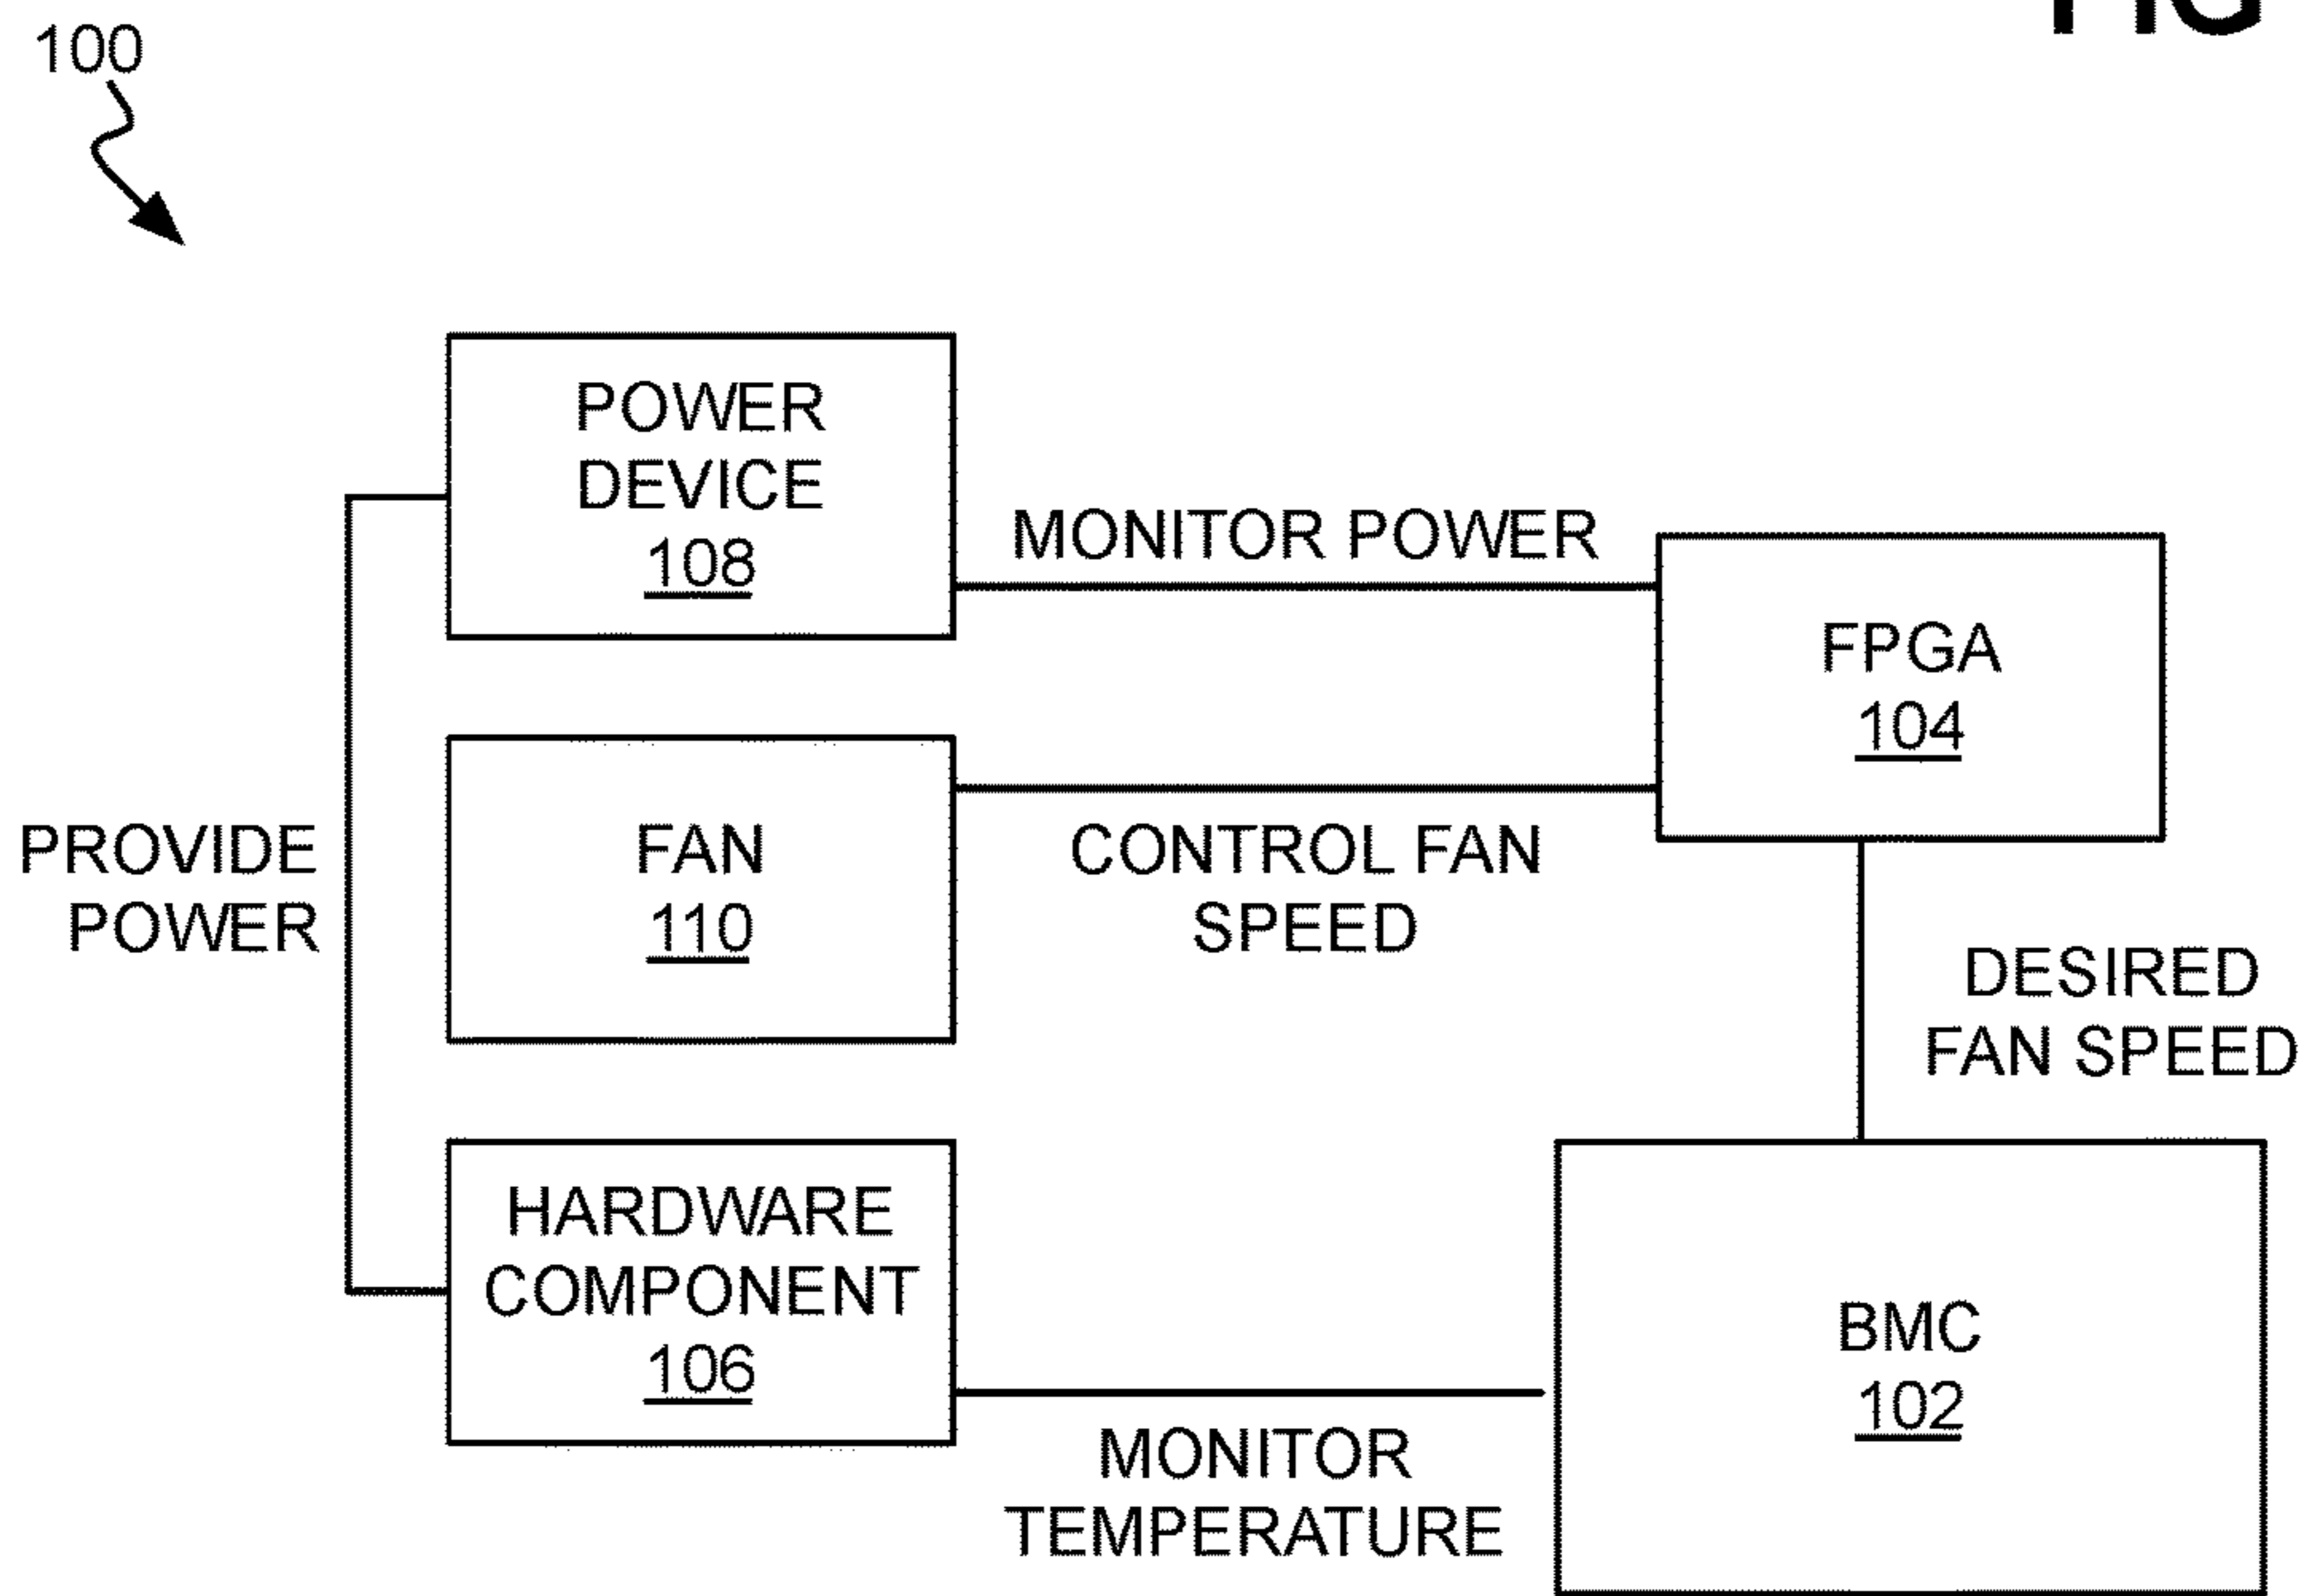 FIG
100
POWER
DEVICE
108
MONITOR POWER
FPGA
104
PROVIDE
POWER
FAN
110
CONTROL FAN
SPEED
DESIRED
FAN SPEED
HARDWARE
COMPONENT
106
MONITOR
TEMPERATURE
BMC
102